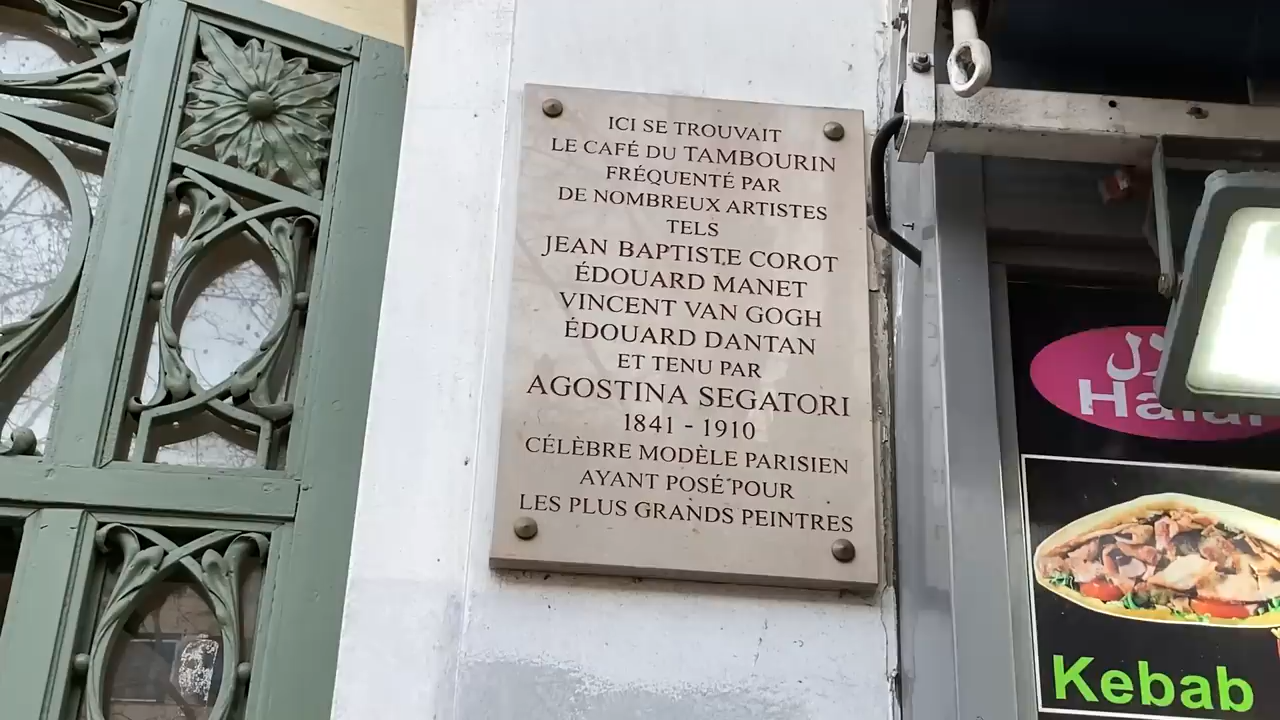 ICI SE TROUVAIT
LE CAFÉ DU TAMBOURIN
FRÉQUENTÉ PAR
DE NOMBREUX ARTISTES
TELS
JEAN BAPTISTE COROT
ÉDOUARD MANET
VINCENT VAN GOGH
ÉDOUARD DANTAN
ET TENU PAR
AGOSTINA SEGATORI
1841 - 1910
CÉLÈBRE MODÈLE PARISIEN
AYANT POSÉ POUR
LES PLUS GRANDS PEINTRES
Halal
Kebab